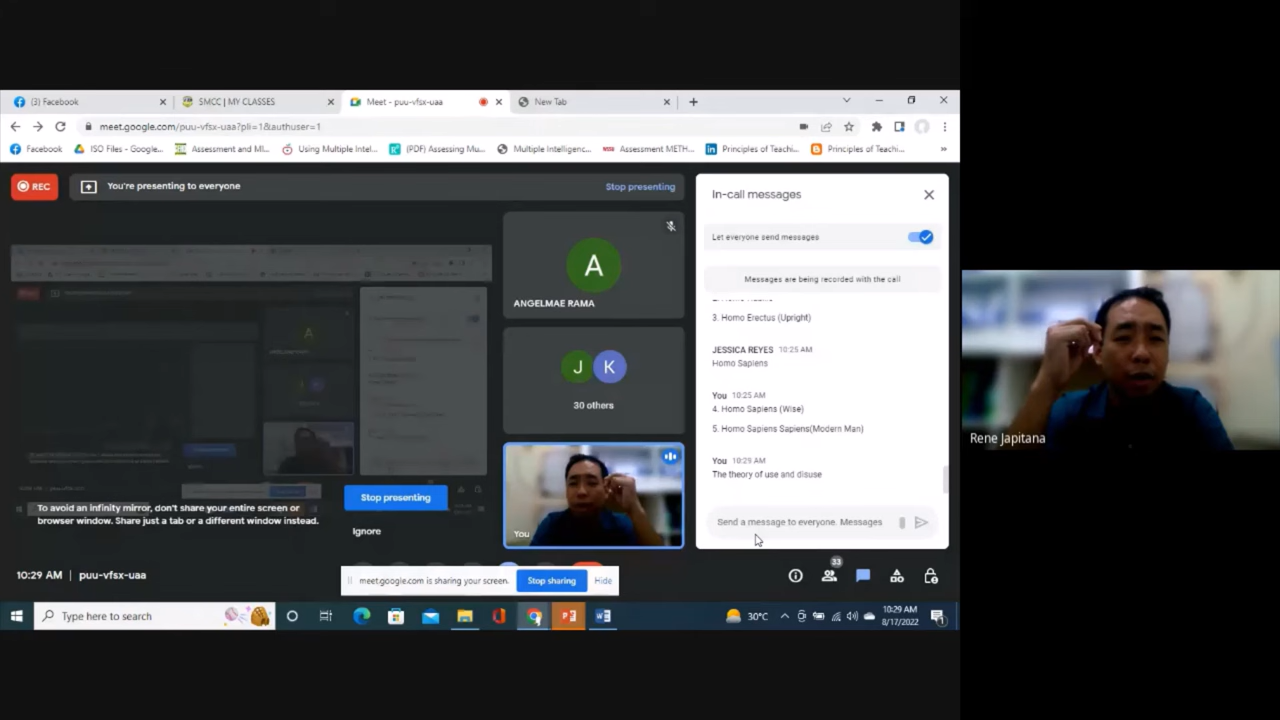 (3) Facebook
SMCC | MY CLASSES
Meet - puu-vfsx-uaa
New Tab
meet.google.com/puu-vfsx-uaa?pli=1&authuser=1
Facebook
ISO Files - Google...
Assessment and MI...
Using Multiple Intel...
(PDF) Assessing Mu...
Multiple Intelligenc...
Assessment METH...
Principles of Teachi...
Principles of Teachi...
REC
You're presenting to everyone
Stop presenting
A
ANGELMAE RAMA
J K
30 others
You
To avoid an infinity mirror, don't share your entire screen or
browser window. Share just a tab or a different window instead.
Stop presenting
Ignore
In-call messages
Let everyone send messages
Messages are being recorded with the call
3. Homo Erectus (Upright)
JESSICA REYES 10:25 AM
Homo Sapiens
You 10:25 AM
4. Homo Sapiens (Wise)
5. Homo Sapiens Sapiens(Modern Man)
You 10:29 AM
The theory of use and disuse
Send a message to everyone. Messages
33
10:29 AM | puu-vfsx-uaa
meet.google.com is sharing your screen.
Stop sharing
Hide
Type here to search
30°C
10:29 AM
8/17/2022
1
Rene Japitana